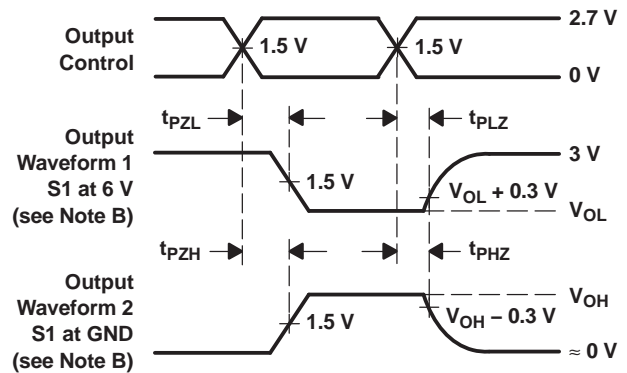 2.7 V
Output
Control
1.5 V
1.5 V
0 V
tPZL
tPLZ
Output
Waveform 1
S1 at 6 V
(see Note B)
3 V
1.5 V
VOL + 0.3 V
VOL
tPZH
tPHZ
Output
Waveform 2
S1 at GND
(see Note B)
VOH
1.5 V
VOH − 0.3 V
≈ 0 V